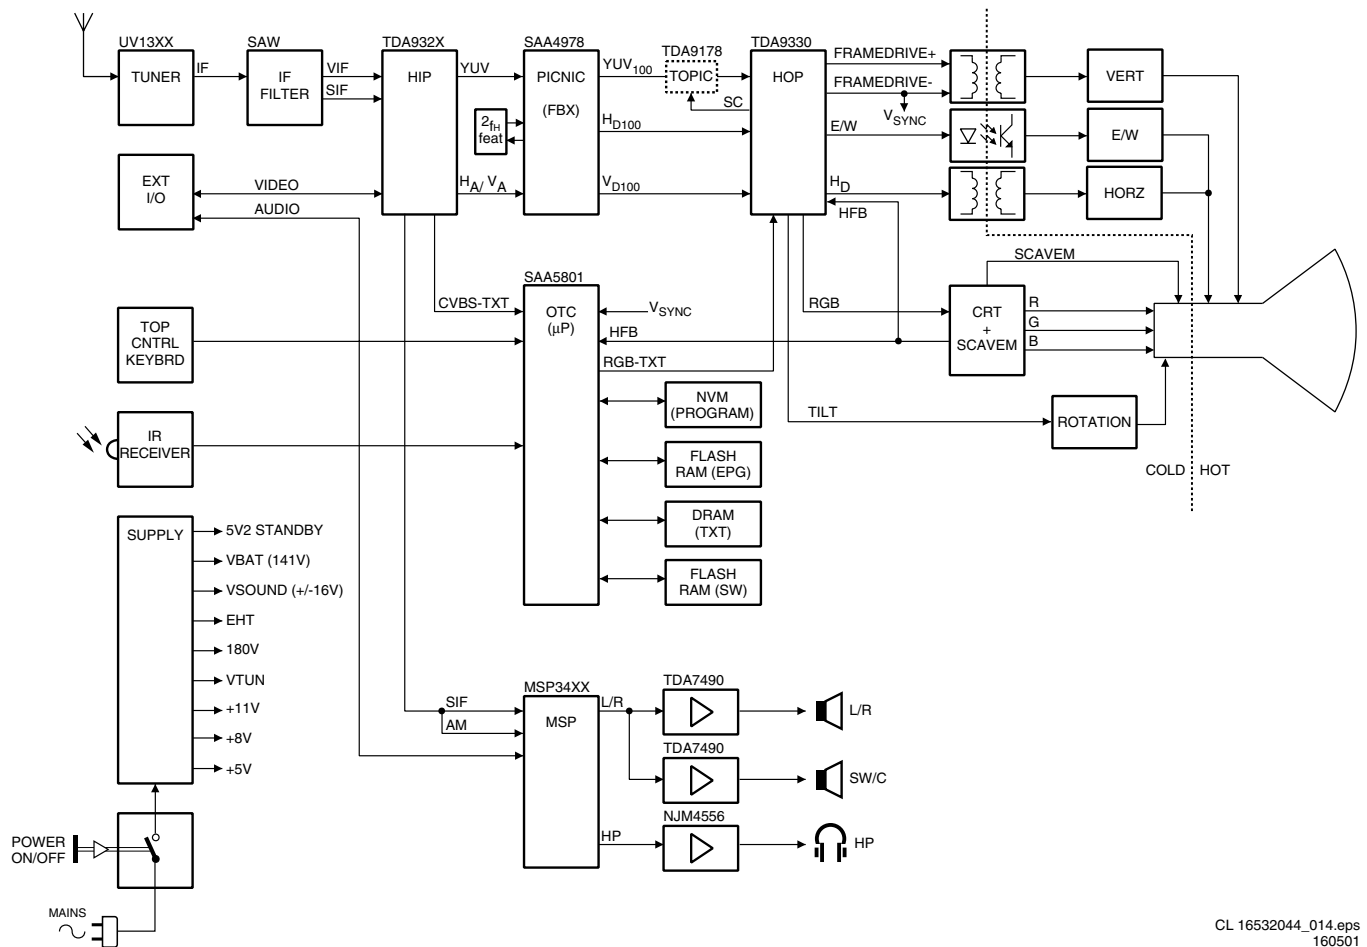 UV13XX
TUNER
IF
SAW
IF
FILTER
VIF
SIF
TDA932X
HIP
YUV
SAA4978
PICNIC
(FBX)
2fH
feat
YUV100
TDA9178
TOPIC
SC
HD100
VD100
HA/ VA
TDA9330
HOP
FRAMEDRIVE+
FRAMEDRIVE-
VSYNC
E/W
HD
HFB
VERT
E/W
HORZ
EXT
I/O
VIDEO
AUDIO
SCAVEM
SAA5801
OTC
(μP)
CVBS-TXT
VSYNC
HFB
RGB-TXT
RGB
CRT
+
SCAVEM
R
G
B
TOP
CNTRL
KEYBRD
NVM
(PROGRAM)
TILT
ROTATION
IR
RECEIVER
FLASH
RAM (EPG)
COLD
HOT
DRAM
(TXT)
FLASH
RAM (SW)
SUPPLY
5V2 STANDBY
VBAT (141V)
VSOUND (+/-16V)
EHT
180V
VTUN
+11V
+8V
+5V
MSP34XX
MSP
SIF
AM
L/R
HP
TDA7490
L/R
TDA7490
SW/C
NJM4556
HP
POWER
ON/OFF
MAINS
CL 16532044_014.eps
160501